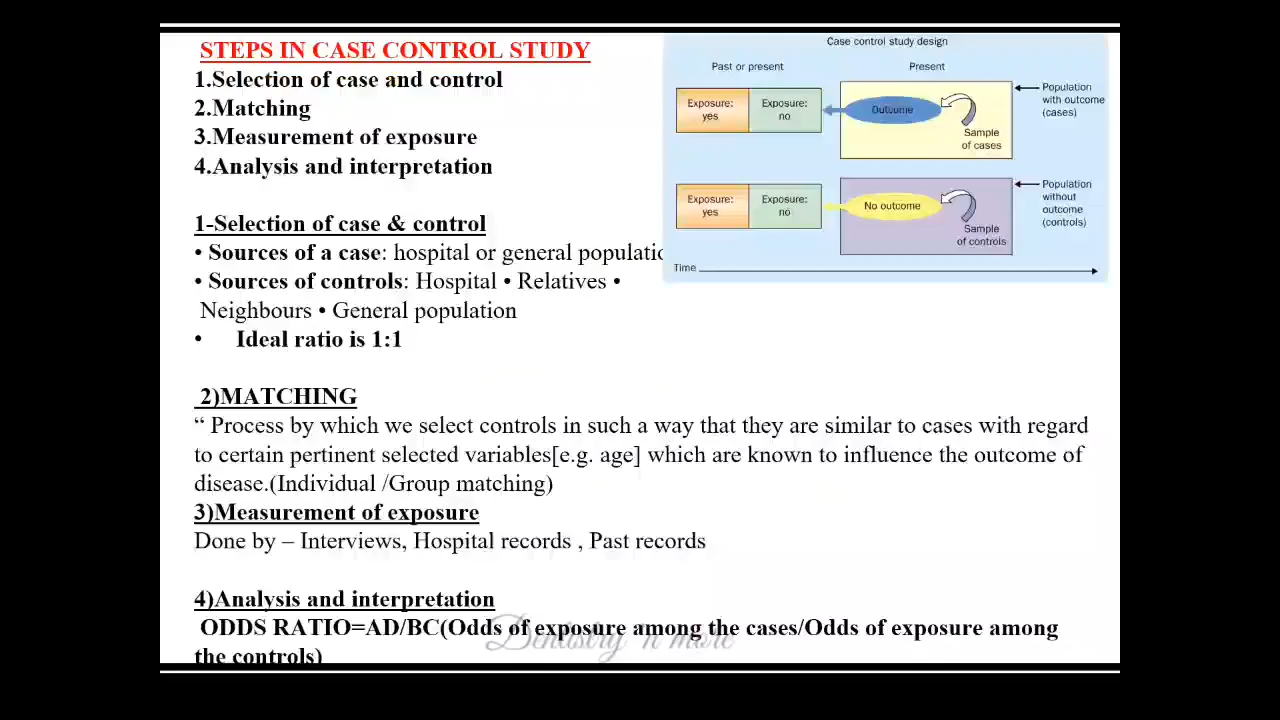 STEPS IN CASE CONTROL STUDY
1.Selection of case and control
2.Matching
3.Measurement of exposure
4.Analysis and interpretation
1-Selection of case & control
• Sources of a case: hospital or general populatio
• Sources of controls: Hospital • Relatives •
Neighbours • General population
• Ideal ratio is 1:1
2)MATCHING
“ Process by which we select controls in such a way that they are similar to cases with regard
to certain pertinent selected variables[e.g. age] which are known to influence the outcome of
disease.(Individual /Group matching)
3)Measurement of exposure
Done by – Interviews, Hospital records , Past records
4)Analysis and interpretation
ODDS RATIO=AD/BC(Odds of exposure among the cases/Odds of exposure among
the controls)
Dentistry 'n more
Case control study design
Past or present
Present
Exposure:
yes
Exposure:
no
Outcome
Sample
of cases
Population
with outcome
(cases)
Exposure:
yes
Exposure:
no
No outcome
Sample
of controls
Population
without
outcome
(controls)
Time